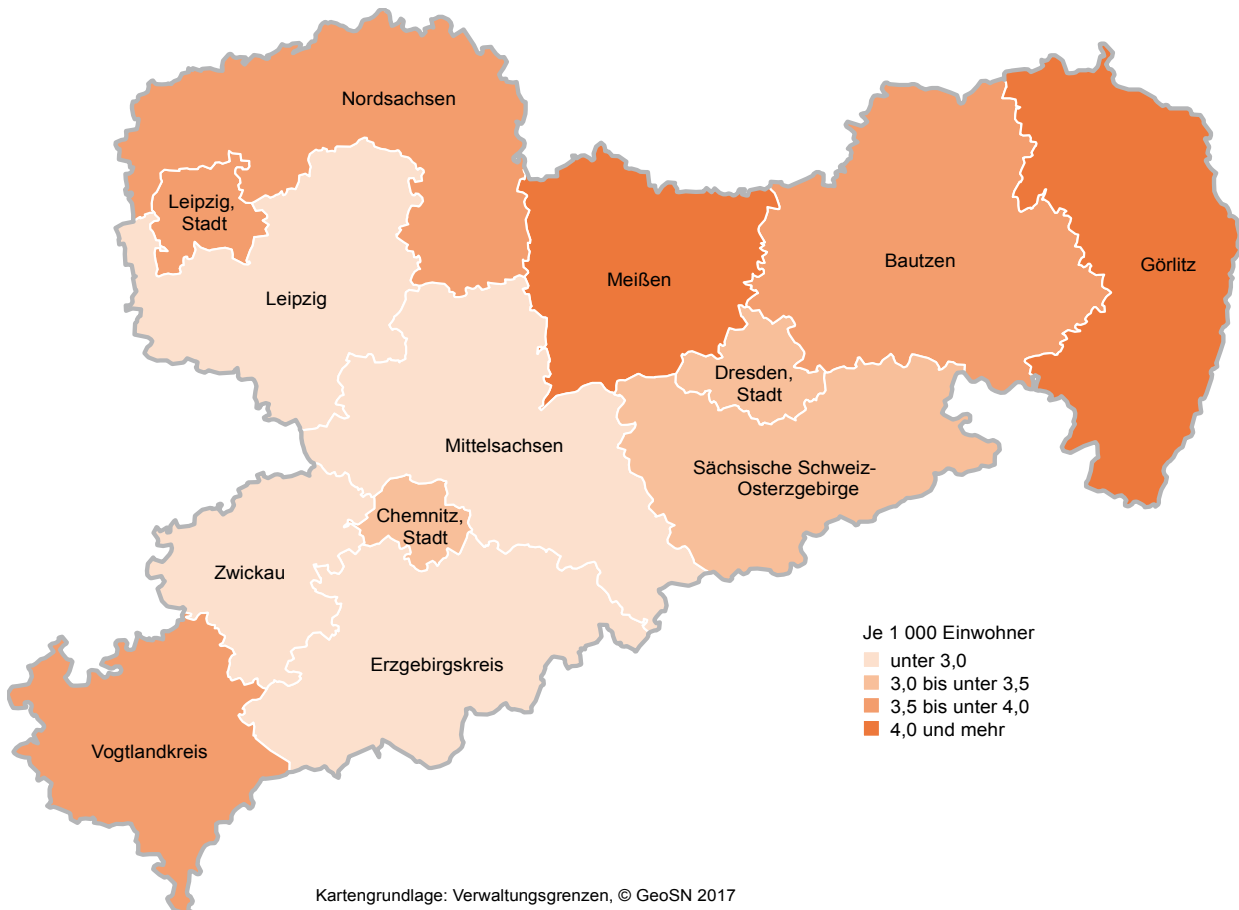 Nordsachsen
Leipzig,
Stadt
Leipzig
Meißen
Bautzen
Görlitz
Dresden,
Stadt
Mittelsachsen
Sächsische Schweiz-
Osterzgebirge
Chemnitz,
Stadt
Zwickau
Erzgebirgskreis
Vogtlandkreis
Je 1 000 Einwohner
unter 3,0
3,0 bis unter 3,5
3,5 bis unter 4,0
4,0 und mehr
Kartengrundlage: Verwaltungsgrenzen, © GeoSN 2017